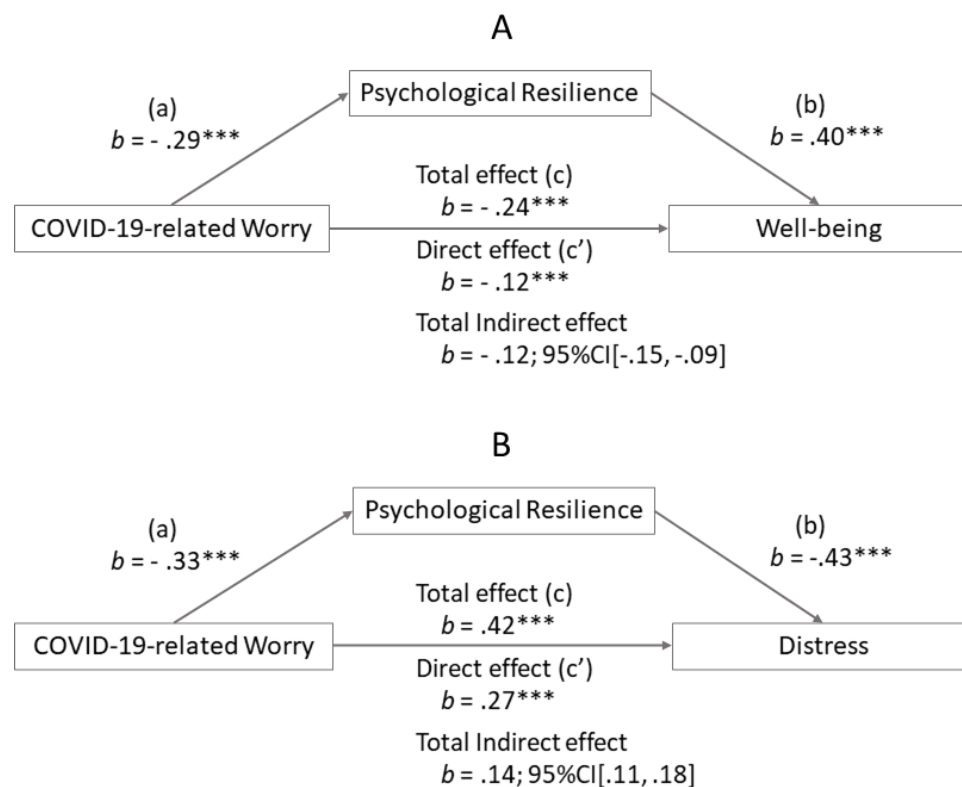 A
Psychological Resilience
(a)
b = - .29***
(b)
b = .40***
Total effect (c)
b = - .24***
COVID-19-related Worry
Well-being
Direct effect (c’)
b = - .12***
Total Indirect effect
b = - .12; 95%CI[-.15, -.09]
B
Psychological Resilience
(a)
b = - .33***
(b)
b = -.43***
Total effect (c)
b = .42***
COVID-19-related Worry
Distress
Direct effect (c’)
b = .27***
Total Indirect effect
b = .14; 95%CI[.11, .18]